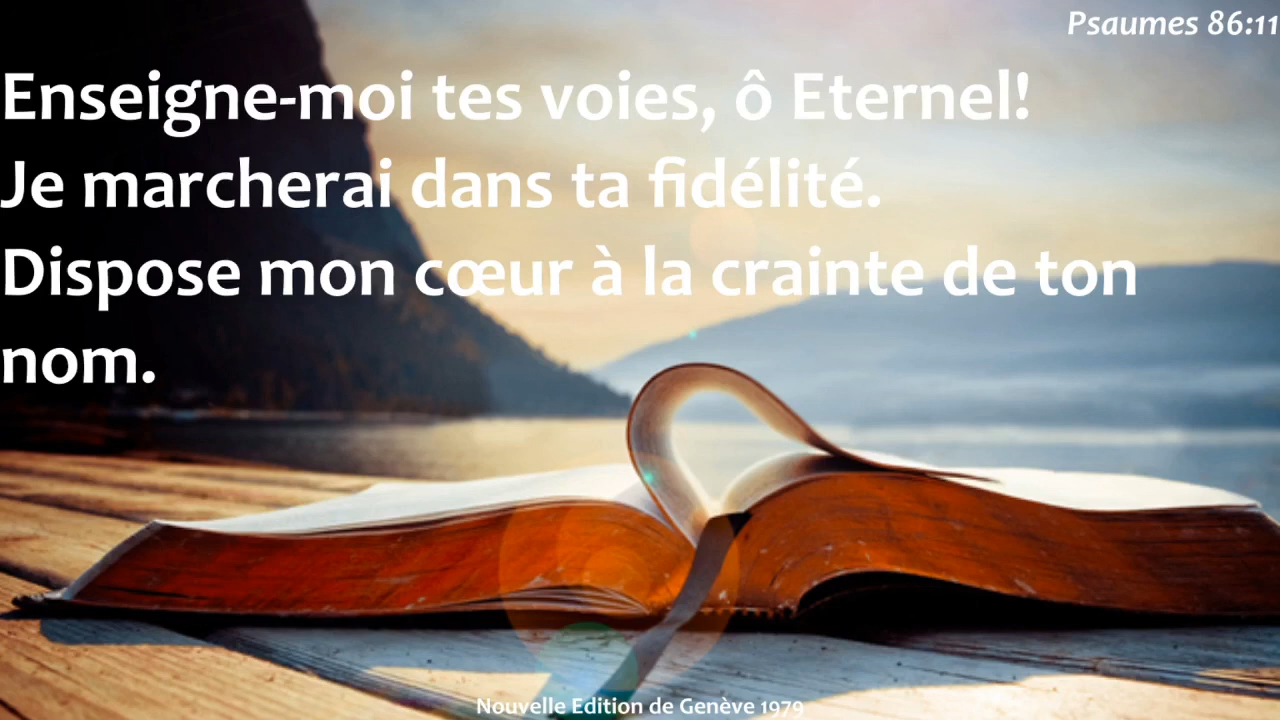 Psaumes 86:11
Enseigne-moi tes voies, ô Eternel!
Je marcherai dans ta fidélité.
Dispose mon cœur à la crainte de ton
nom.
Nouvelle Edition de Genève 1979